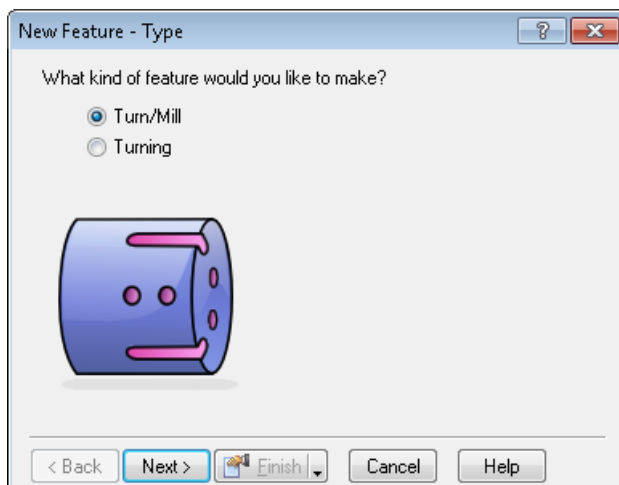 New Feature - Type
?
What kind of feature would you like to make?
Turn/Mill
Turning
< Back Next > Finish Cancel Help